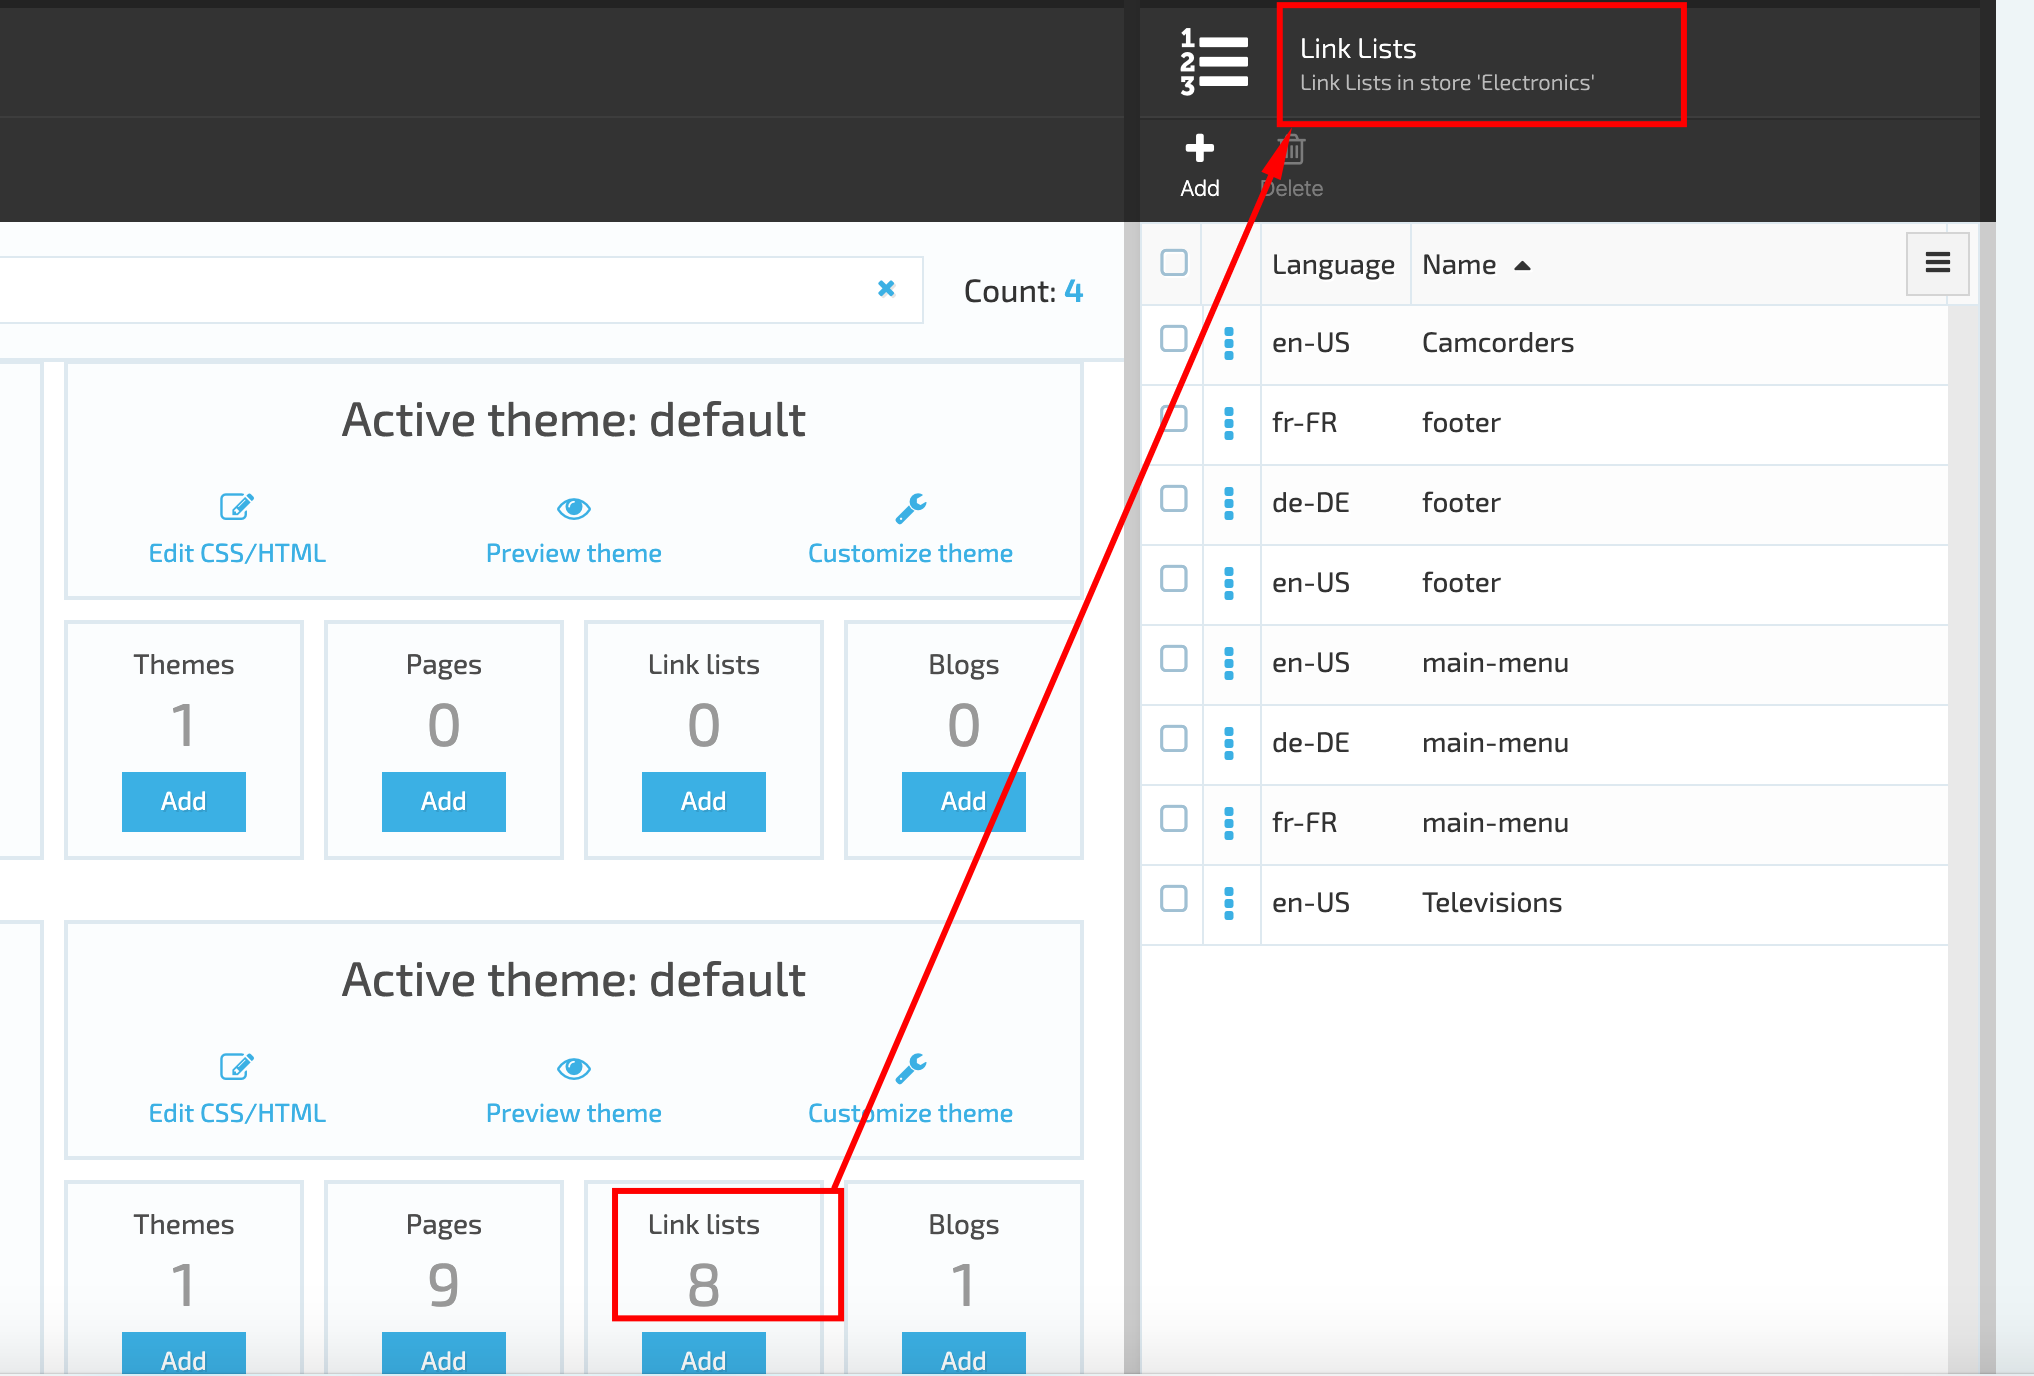 Link Lists
Link Lists in store 'Electronics'
Add
Delete
Count: 4
Active theme: default
Edit CSS/HTML
Preview theme
Customize theme
Themes
1
Add
Pages
0
Add
Link lists
0
Add
Blogs
0
Add
Active theme: default
Edit CSS/HTML
Preview theme
Customize theme
Themes
1
Add
Pages
9
Add
Link lists
8
Add
Blogs
1
Add
Language Name
en-US Camcorders
fr-FR footer
de-DE footer
en-US footer
en-US main-menu
de-DE main-menu
fr-FR main-menu
en-US Televisions